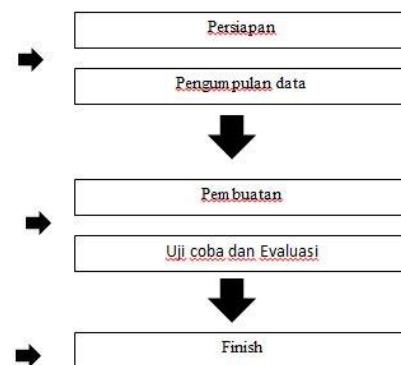 Persiapan
Pengumpulan data
Pembuatan
Uji coba dan Evaluasi
Finish